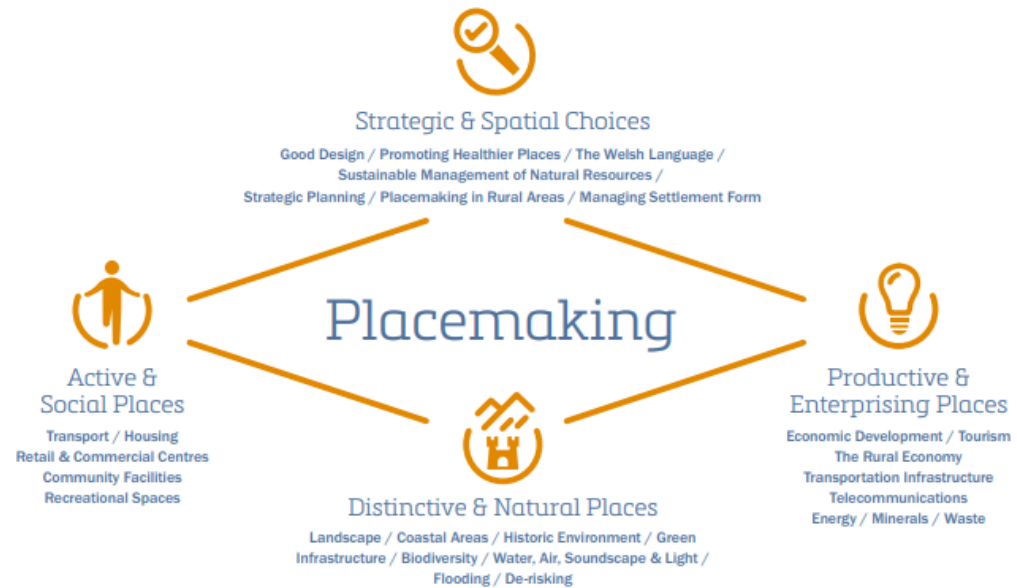 Strategic & Spatial Choices
Good Design / Promoting Healthier Places / The Welsh Language /
Sustainable Management of Natural Resources /
Strategic Planning / Placemaking in Rural Areas / Managing Settlement Form
Placemaking
Active &
Social Places
Transport / Housing
Retail & Commercial Centres
Community Facilities
Recreational Spaces
Productive &
Enterprising Places
Economic Development / Tourism
The Rural Economy
Transportation Infrastructure
Telecommunications
Energy / Minerals / Waste
Distinctive & Natural Places
Landscape / Coastal Areas / Historic Environment / Green
Infrastructure / Biodiversity / Water, Air, Soundscape & Light /
Flooding / De-risking